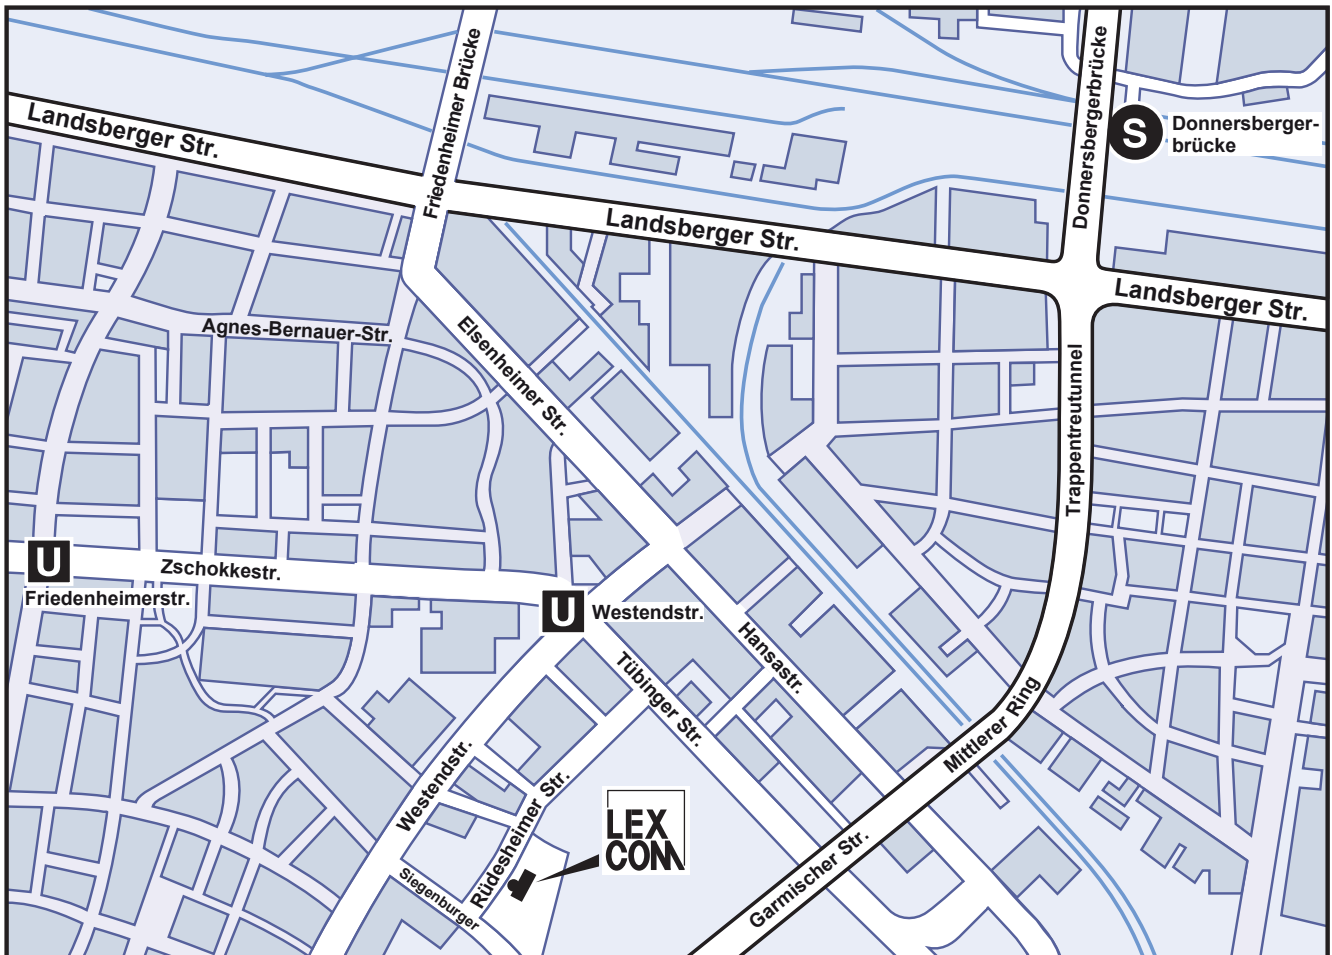 Landsberger Str.
Friedenheimer Brücke
Landsberger Str.
Donnersbergerbrücke
S
Donnersberger-
brücke
Landsberger Str.
Agnes-Bernauer-Str.
Elsenheimer Str.
Trappentreutunnel
U
Friedenheimerstr.
Zschokkestr.
U
Westendstr.
Hansastr.
Tübinger Str.
Mittlerer Ring
Westendstr.
Rüdesheimer Str.
LEX
COM
Garmischer Str.
Siegenburger